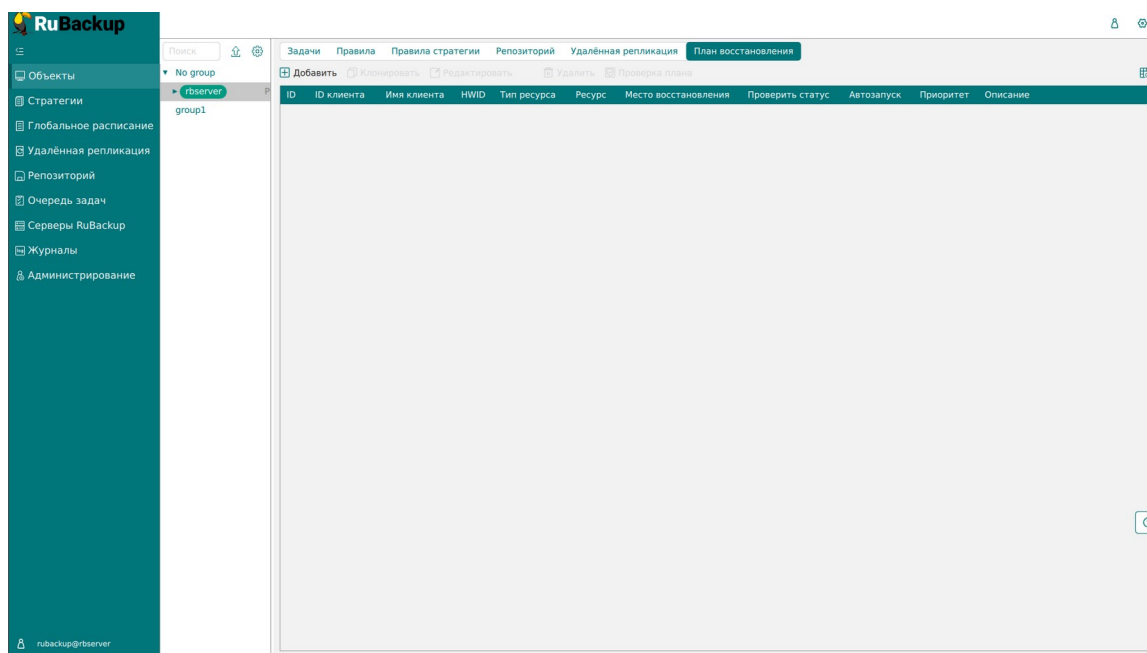 RuBackup
Поиск
Задачи Правила Правила стратегии Репозиторий Удалённая репликация План восстановления
Объекты
No group
Добавить Клонировать Редактировать Удалить Проверка плана
rbserver P
ID ID клиента Имя клиента HWID Тип ресурса Ресурс Место восстановления Проверить статус Автозапуск Приоритет Описание
Стратегии
group1
Глобальное расписание
Удалённая репликация
Репозиторий
Очередь задач
Серверы RuBackup
Журналы
Администрирование
rubackup@rbserver